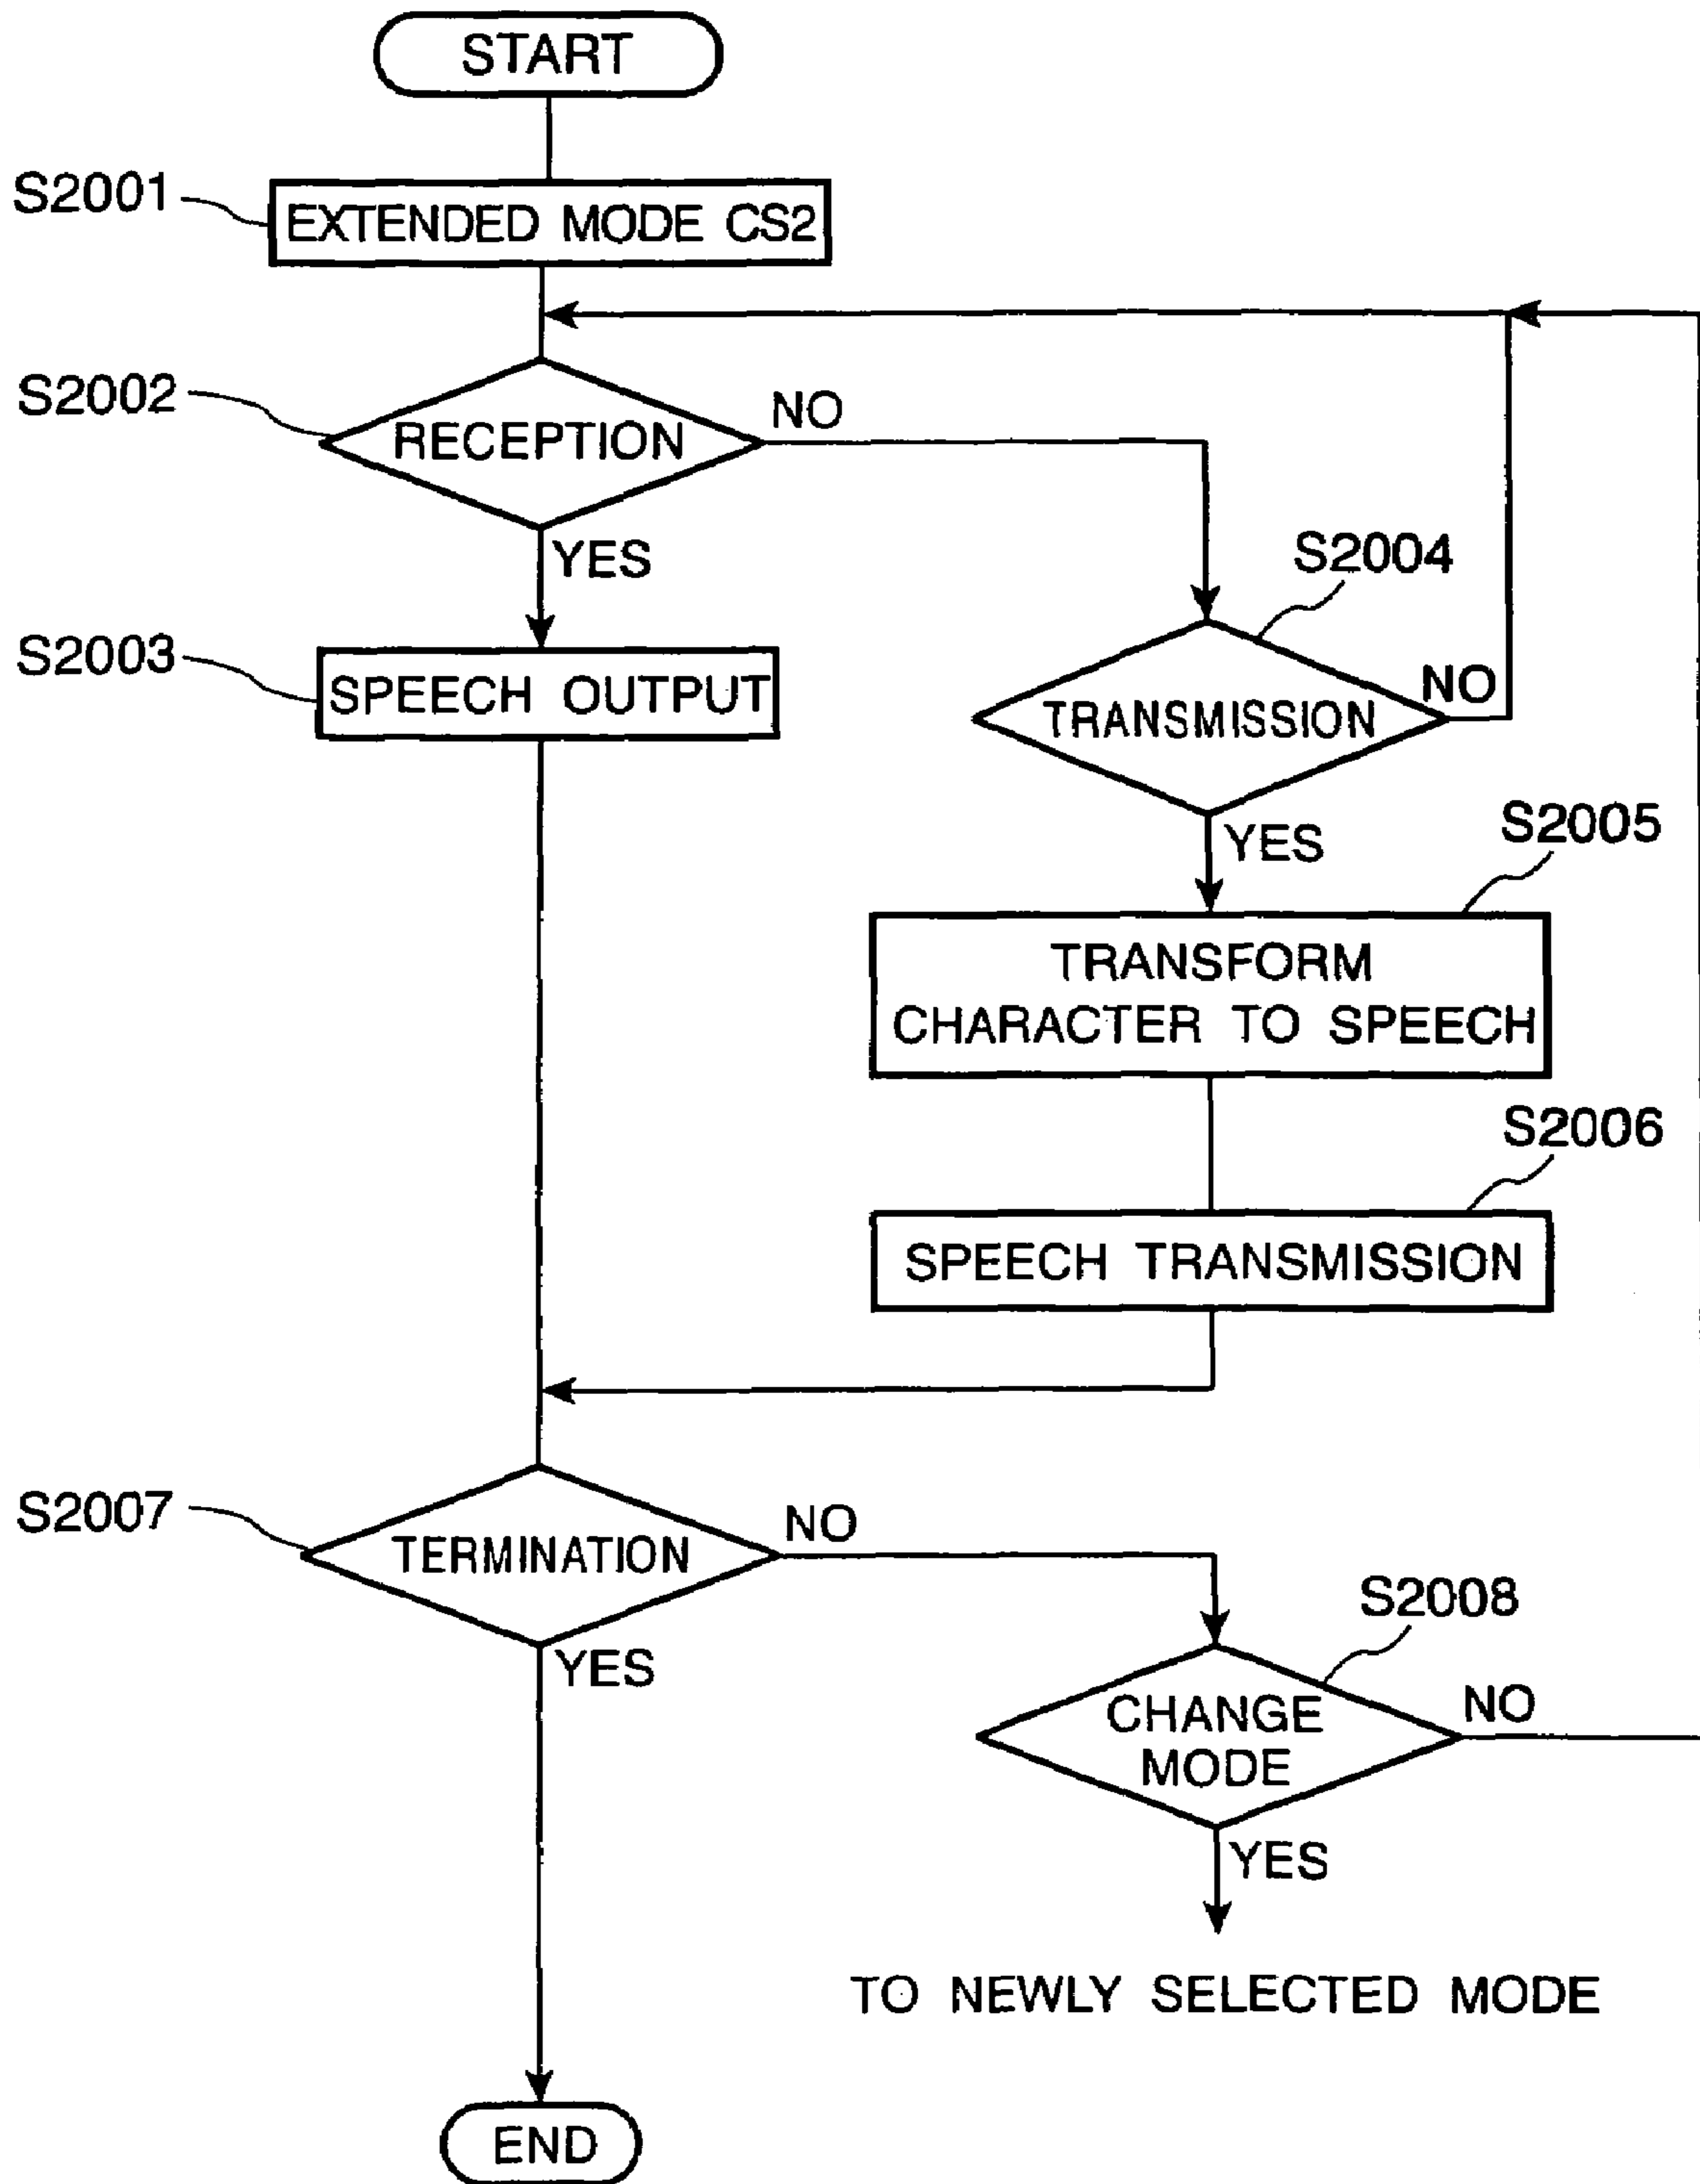 START
S2001
EXTENDED MODE CS2
S2002
RECEPTION
NO
YES
S2003
SPEECH OUTPUT
S2004
TRANSMISSION
NO
YES
S2005
TRANSFORM
CHARACTER TO SPEECH
S2006
SPEECH TRANSMISSION
S2007
TERMINATION
NO
YES
S2008
CHANGE
MODE
NO
YES
TO NEWLY SELECTED MODE
END